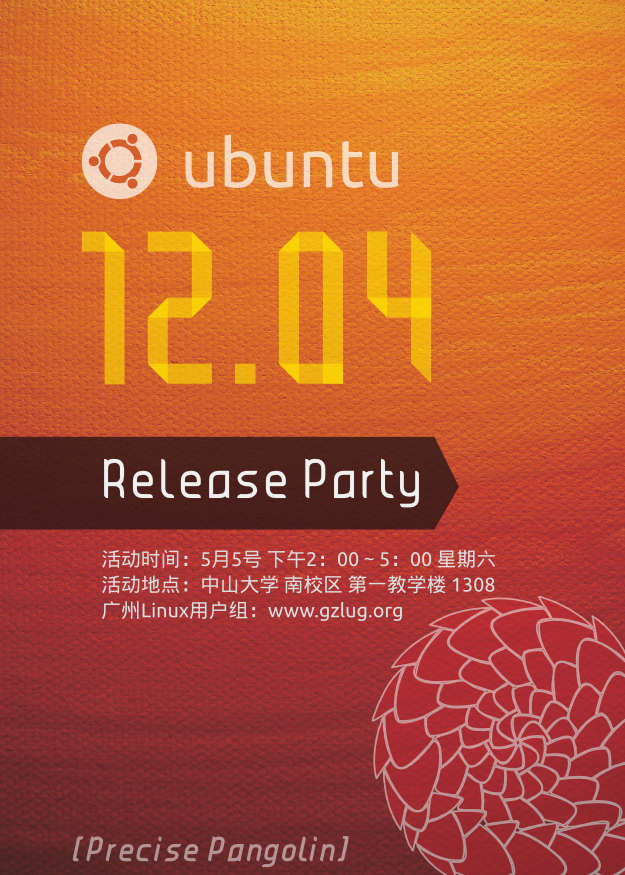 ubuntu
12.04
Release Party
活动时间：5月5号 下午2：00 ~ 5：00 星期六
活动地点：中山大学 南校区 第一教学楼 1308
广州Linux用户组：www.gzlug.org
[Precise Pangolin]